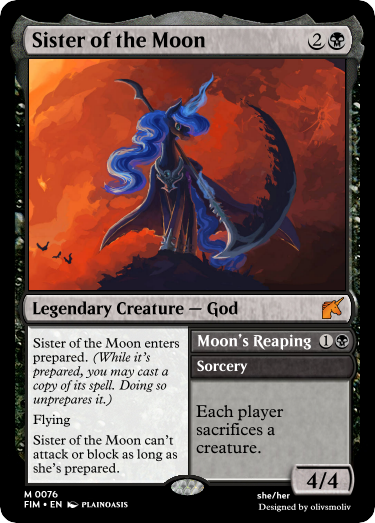 Sister of the Moon 2
Legendary Creature — God
Sister of the Moon enters
prepared. (While it's
prepared, you may cast a
copy of its spell. Doing so
unprepares it.)
Flying
Sister of the Moon can't
attack or block as long as
she's prepared.
Moon's Reaping 1
Sorcery
Each player
sacrifices a
creature.
4/4
M 0076
FIM • EN PLAINOASIS
she/her
Designed by olivsmoliv